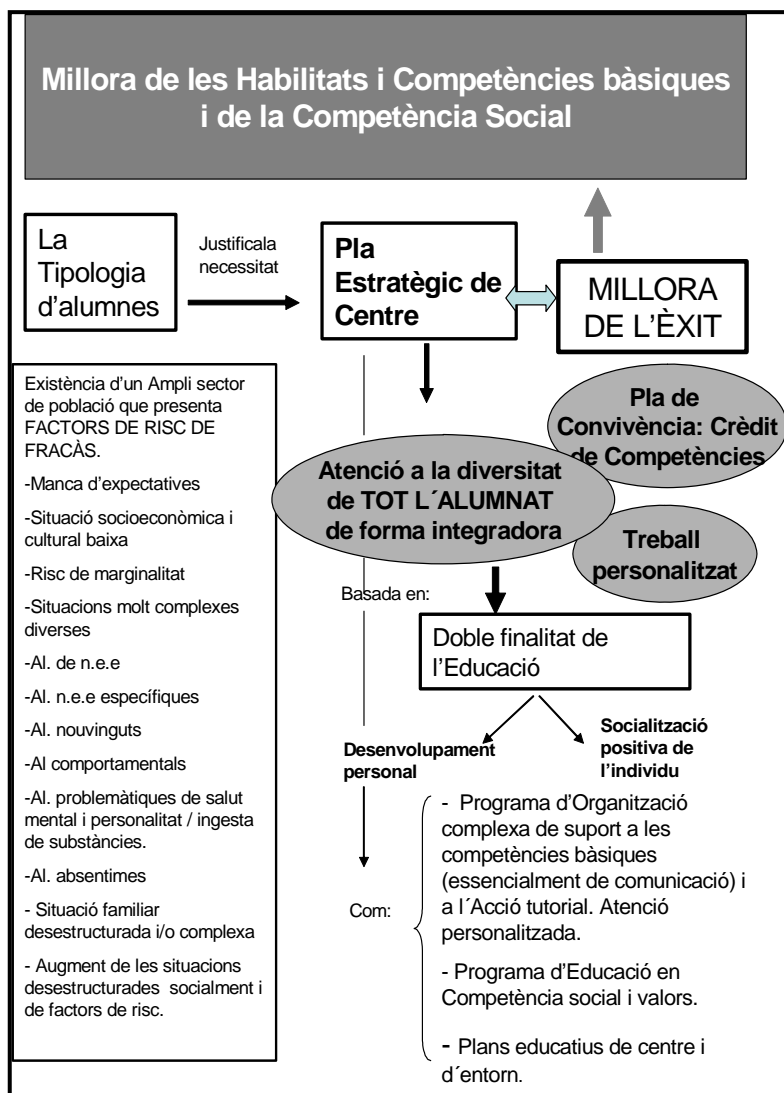 Millora de les Habilitats i Competències bàsiques
i de la Competència Social
La
Tipologia
d'alumnes
Justificala
necessitat
Pla
Estratègic de
Centre
MILLORA
DE L'ÈXIT
Existència d'un Ampli sector
de població que presenta
FACTORS DE RISC DE
FRACÀS.
-Manca d'expectatives
-Situació socioeconòmica i
cultural baixa
-Risc de marginalitat
-Situacions molt complexes
diverses
-Al. de n.e.e
-Al. n.e.e específiques
-Al. nouvinguts
-Al comportamentals
-Al. problemàtiques de salut
mental i personalitat / ingesta
de substàncies.
-Al. absentimes
- Situació familiar
desestructurada i/o complexa
- Augment de les situacions
desestructurades socialment i
de factors de risc.
Pla de
Convivència: Crèdit
de Competències
Atenció a la diversitat
de TOT L´ALUMNAT
de forma integradora
Treball
personalitzat
Basada en:
Doble finalitat de
l'Educació
Desenvolupament
personal
Socialització
positiva de
l'individu
Com:
- Programa d'Organització
complexa de suport a les
competències bàsiques
(essencialment de comunicació) i
a l´Acció tutorial. Atenció
personalitzada.
- Programa d'Educació en
Competència social i valors.
- Plans educatius de centre i
d´entorn.